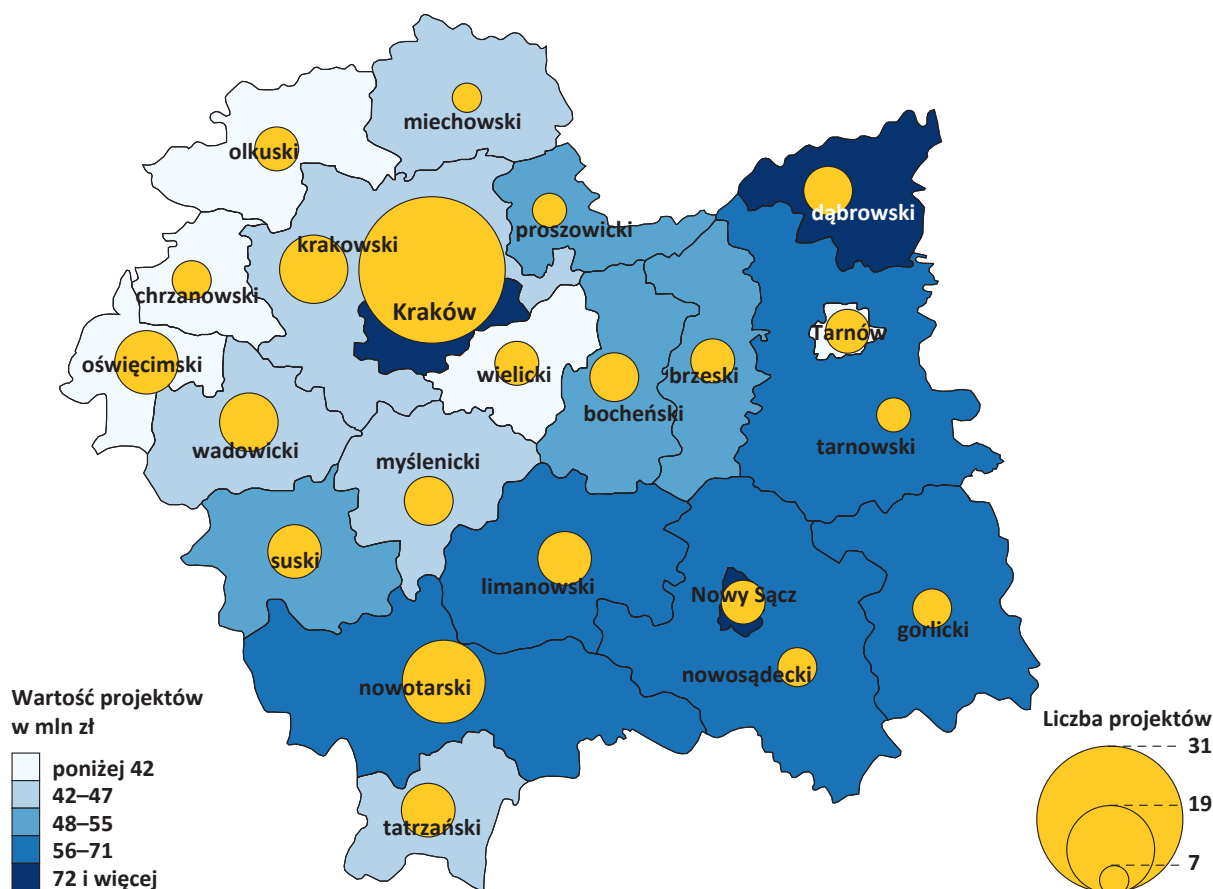 miechowski
olkuski
dąbrowski
proszowicki
krakowski
chrzanowski
Kraków
Tarnów
oświęcimski
wielicki
brzeski
bocheński
wadowicki
tarnowski
myślenicki
suski
limanowski
Nowy Sącz
gorlicki
nowosądecki
nowotarski
tatrzański
Wartość projektów
w mln zł
poniżej 42
42–47
48–55
56–71
72 i więcej
Liczba projektów
31
19
7